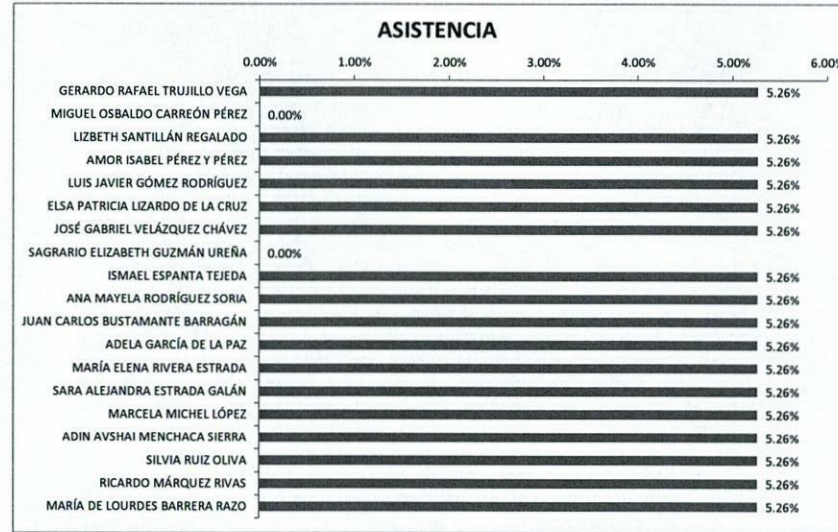 ASISTENCIA
0.00% 1.00% 2.00% 3.00% 4.00% 5.00% 6.00%
GERARDO RAFAEL TRUJILLO VEGA 5.26%
MIGUEL OSBALDO CARREÓN PÉREZ 0.00%
LIZBETH SANTILLÁN REGALADO 5.26%
AMOR ISABEL PÉREZ Y PÉREZ 5.26%
LUIS JAVIER GÓMEZ RODRÍGUEZ 5.26%
ELSA PATRICIA LIZARDO DE LA CRUZ 5.26%
JOSÉ GABRIEL VELÁZQUEZ CHÁVEZ 5.26%
SAGRARIO ELIZABETH GUZMÁN UREÑA 0.00%
ISMAEL ESPANTA TEJEDA 5.26%
ANA MAYELA RODRÍGUEZ SORIA 5.26%
JUAN CARLOS BUSTAMANTE BARRAGÁN 5.26%
ADELA GARCÍA DE LA PAZ 5.26%
MARÍA ELENA RIVERA ESTRADA 5.26%
SARA ALEJANDRA ESTRADA GALÁN 5.26%
MARCELA MICHEL LÓPEZ 5.26%
ADIN AVSHAI MENCHACA SIERRA 5.26%
SILVIA RUIZ OLIVA 5.26%
RICARDO MÁRQUEZ RIVAS 5.26%
MARÍA DE LOURDES BARRERA RAZO 5.26%